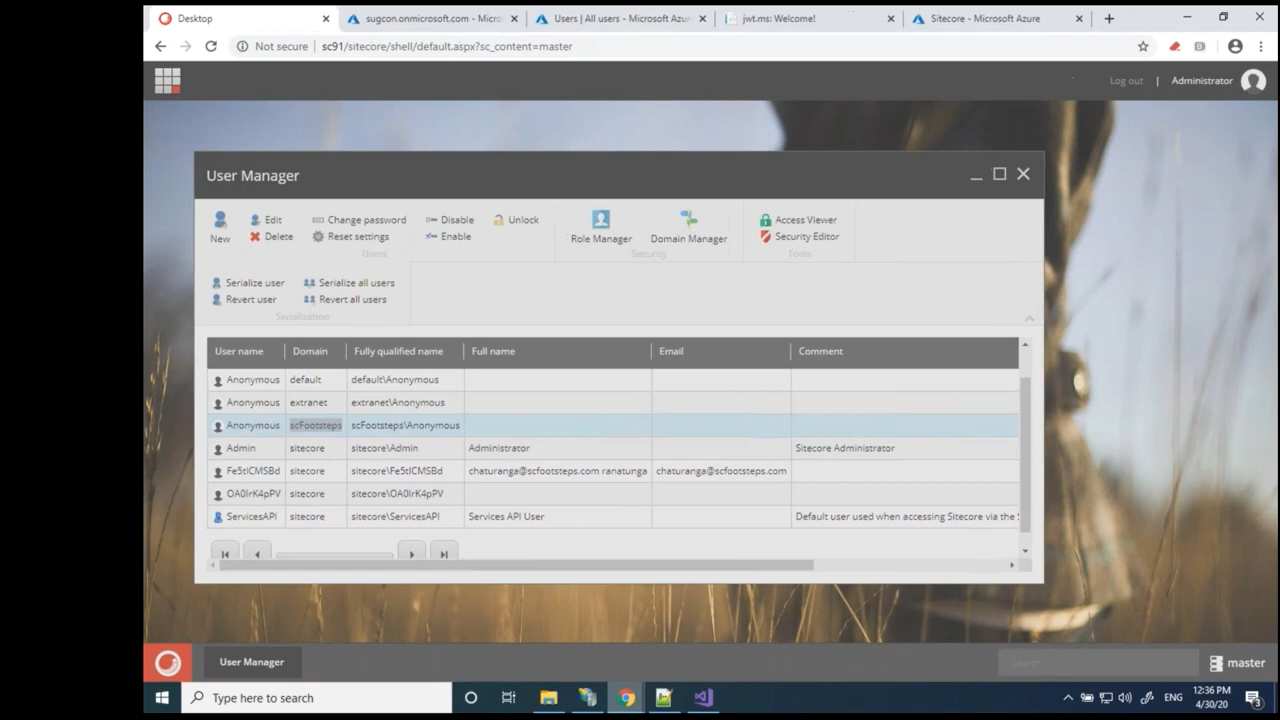 Desktop
sugcon.onmicrosoft.com - Micro
Users | All users - Microsoft Azur
jwt.ms: Welcome!
Sitecore - Microsoft Azure
Not secure | sc91/sitecore/shell/default.aspx?sc_content=master
Log out | Administrator
User Manager
New
Edit
Delete
Change password
Reset settings
Disable
Enable
Unlock
Users
Role Manager
Domain Manager
Security
Access Viewer
Security Editor
Tools
Serialize user
Serialize all users
Revert user
Revert all users
Serialization
User name Domain Fully qualified name Full name Email Comment
Anonymous default default\Anonymous
Anonymous extranet extranet\Anonymous
Anonymous scFootsteps scFootsteps\Anonymous
Admin sitecore sitecore\Admin Administrator Sitecore Administrator
Fe5tICMSBd sitecore sitecore\Fe5tICMSBd chaturanga@scfootsteps.com ranatunga chaturanga@scfootsteps.com
OA0IrK4pPV sitecore sitecore\OA0IrK4pPV
ServicesAPI sitecore sitecore\ServicesAPI Services API User Default user used when accessing Sitecore via the
User Manager
Search
master
Type here to search
ENG
12:36 PM
4/30/20
3